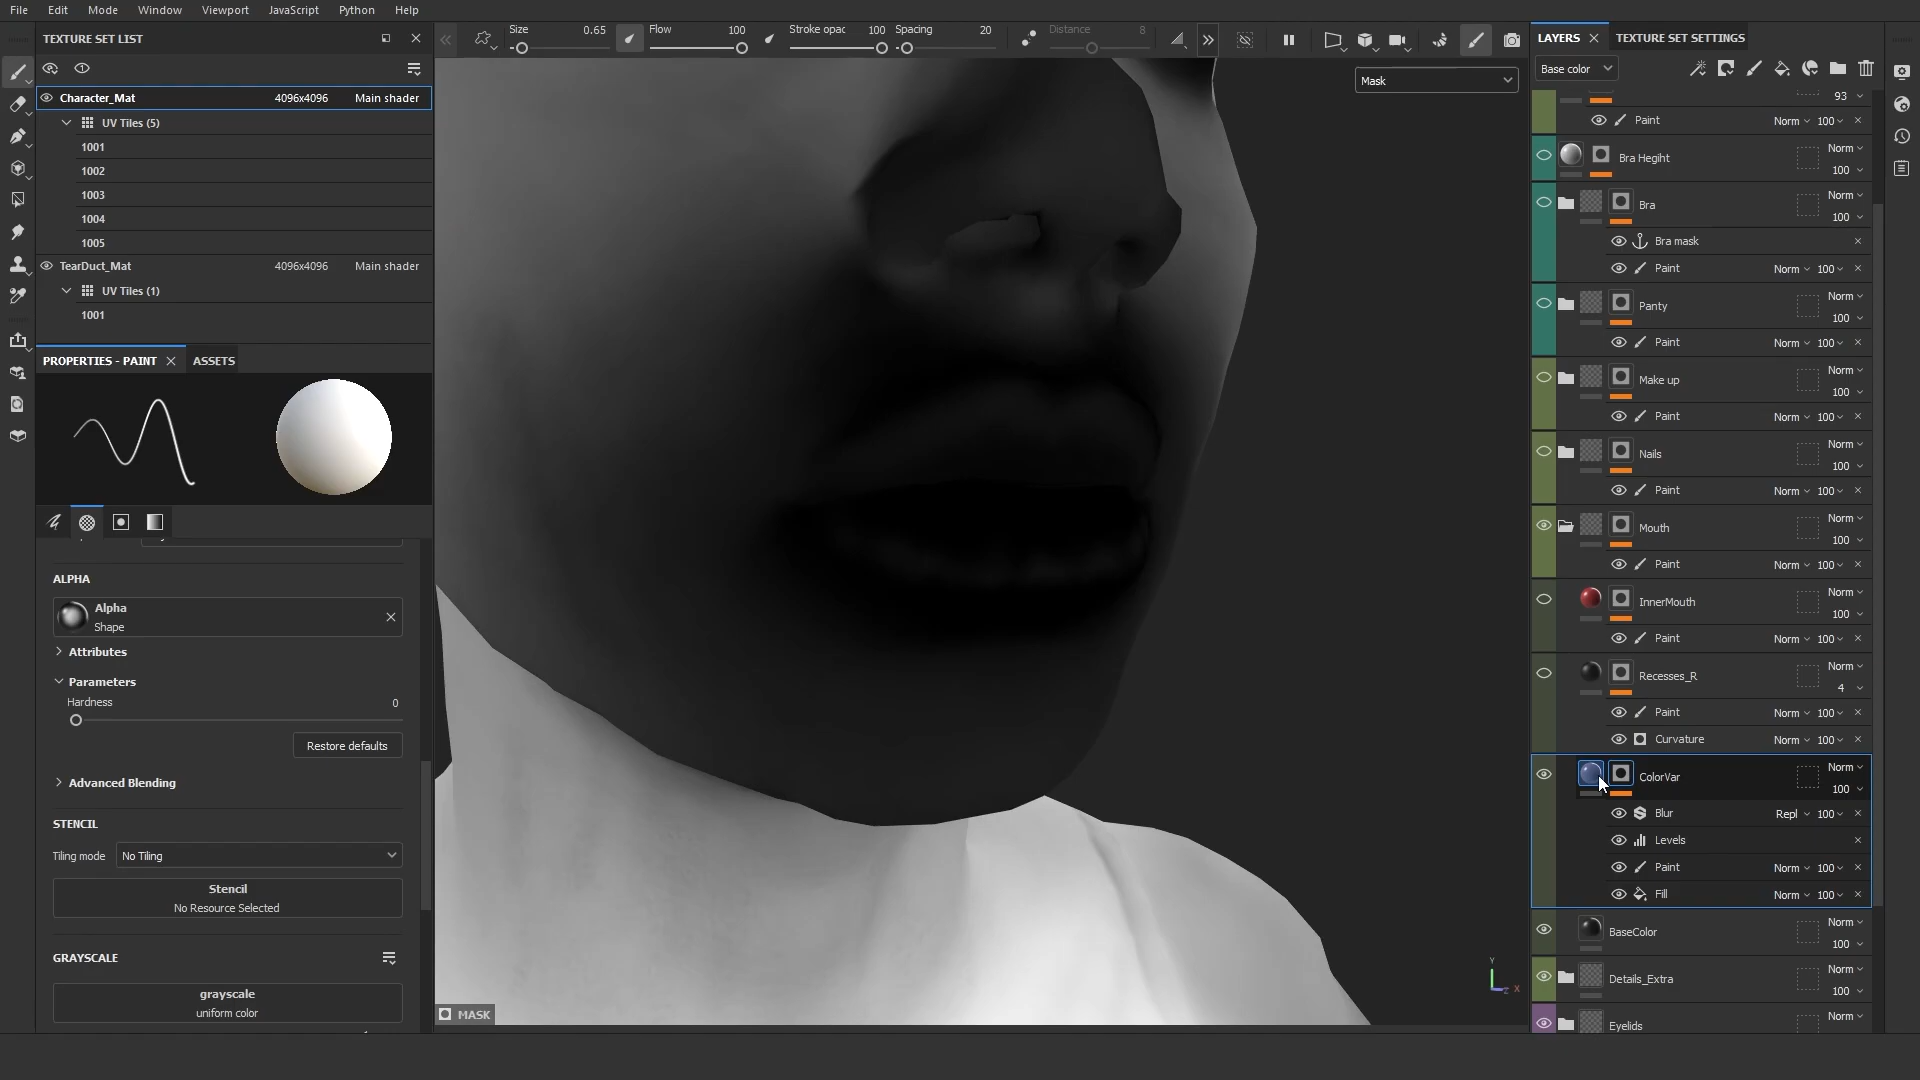 File Edit Mode Window Viewport JavaScript Python Help
TEXTURE SET LIST
Character_Mat 4096x4096 Main shader
UV Tiles (5)
1001
1002
1003
1004
1005
TearDuct_Mat 4096x4096 Main shader
UV Tiles (1)
1001
PROPERTIES - PAINT ASSETS
ALPHA
Alpha
Shape
Attributes
Parameters
Hardness 0
Restore defaults
Advanced Blending
STENCIL
Tiling mode No Tiling
Stencil
No Resource Selected
GRAYSCALE
grayscale
uniform color
Size 0.65 Flow 100 Stroke opac 100 Spacing 20 Distance 8
Mask
MASK
Y
Z X
LAYERS TEXTURE SET SETTINGS
Base color
93
Paint Norm 100
Bra Hegiht Norm
100
Bra Norm
100
Bra mask
Paint Norm 100
Panty Norm
100
Paint Norm 100
Make up Norm
100
Paint Norm 100
Nails Norm
100
Paint Norm 100
Mouth Norm
100
Paint Norm 100
InnerMouth Norm
100
Paint Norm 100
Recesses_R Norm
4
Paint Norm 100
Curvature Norm 100
ColorVar Norm
100
Blur Repl 100
Levels
Paint Norm 100
Fill Norm 100
BaseColor Norm
100
Details_Extra Norm
100
Eyelids Norm